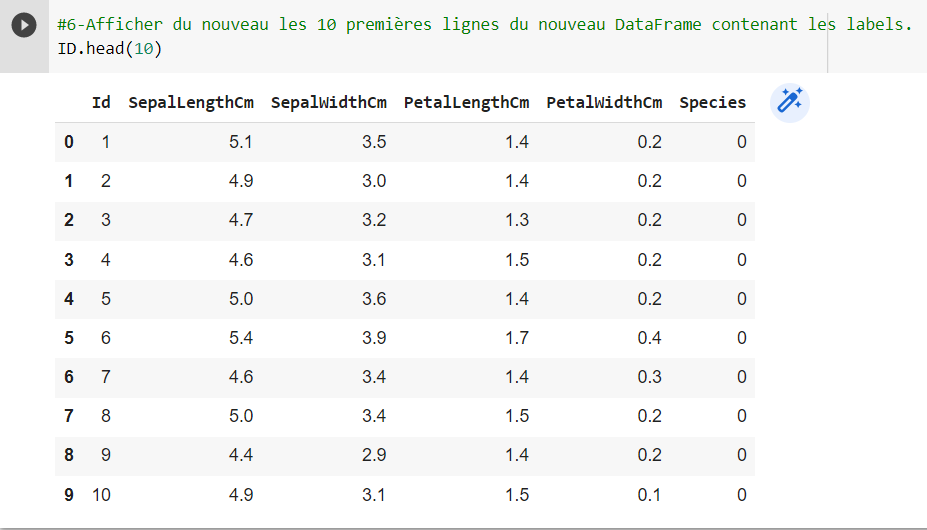 #6-Afficher du nouveau les 10 premières lignes du nouveau DataFrame contenant les labels.
ID.head(10)
Id SepalLengthCm SepalWidthCm PetalLengthCm PetalWidthCm Species
0 1 5.1 3.5 1.4 0.2 0
1 2 4.9 3.0 1.4 0.2 0
2 3 4.7 3.2 1.3 0.2 0
3 4 4.6 3.1 1.5 0.2 0
4 5 5.0 3.6 1.4 0.2 0
5 6 5.4 3.9 1.7 0.4 0
6 7 4.6 3.4 1.4 0.3 0
7 8 5.0 3.4 1.5 0.2 0
8 9 4.4 2.9 1.4 0.2 0
9 10 4.9 3.1 1.5 0.1 0